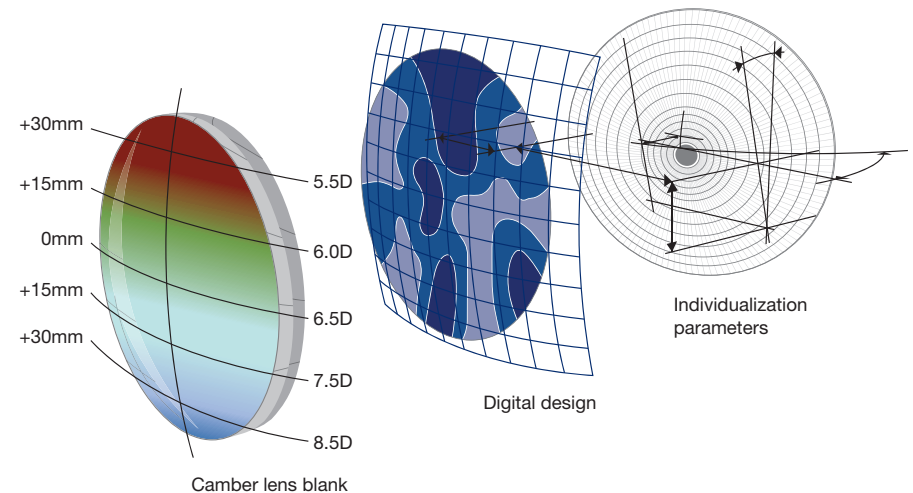 +30mm
+15mm
0mm
+15mm
+30mm
5.5D
6.0D
6.5D
7.5D
8.5D
Camber lens blank
Digital design
Individualization
parameters